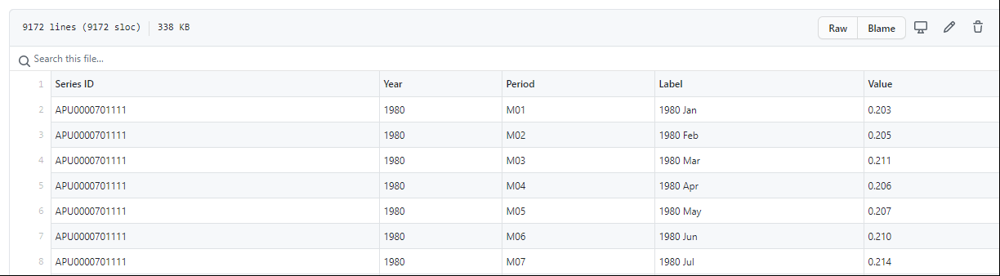 9172 lines (9172 sloc) 338 KB Raw Blame
Search this file...
1 Series ID Year Period Label Value
2 APU0000701111 1980 M01 1980 Jan 0.203
3 APU0000701111 1980 M02 1980 Feb 0.205
4 APU0000701111 1980 M03 1980 Mar 0.211
5 APU0000701111 1980 M04 1980 Apr 0.206
6 APU0000701111 1980 M05 1980 May 0.207
7 APU0000701111 1980 M06 1980 Jun 0.210
8 APU0000701111 1980 M07 1980 Jul 0.214